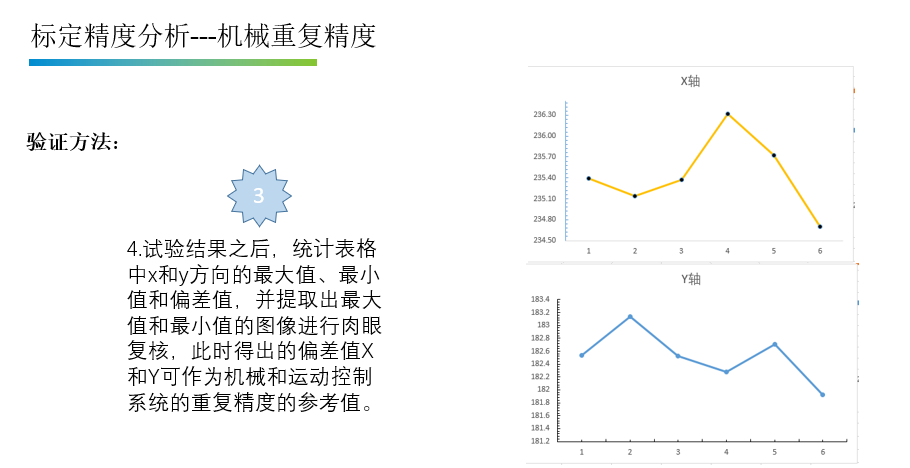 标定精度分析---机械重复精度
验证方法：
3
4.试验结果之后，统计表格
中x和y方向的最大值、最小
值和偏差值，并提取出最大
值和最小值的图像进行肉眼
复核，此时得出的偏差值X
和Y可作为机械和运动控制
系统的重复精度的参考值。
X轴
236.30
236.00
235.70
235.40
235.10
234.80
234.50
1 2 3 4 5 6
Y轴
183.4
183.2
183
182.8
182.6
182.4
182.2
182
181.8
181.6
181.4
181.2
1 2 3 4 5 6